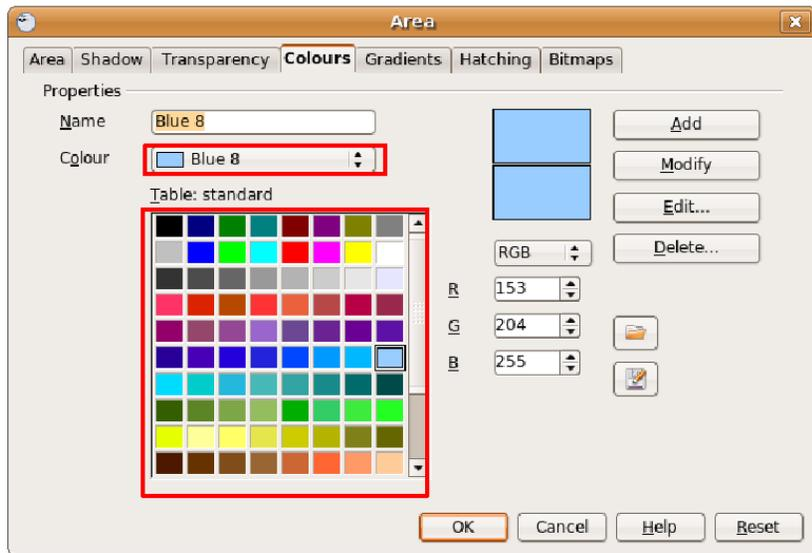 Area
Area Shadow Transparency Colours Gradients Hatching Bitmaps
Properties
Name Blue 8 Add
Colour Blue 8 Modify
Table: standard
Edit...
RGB Delete...
R 153
G 204
B 255
OK Cancel Help Reset